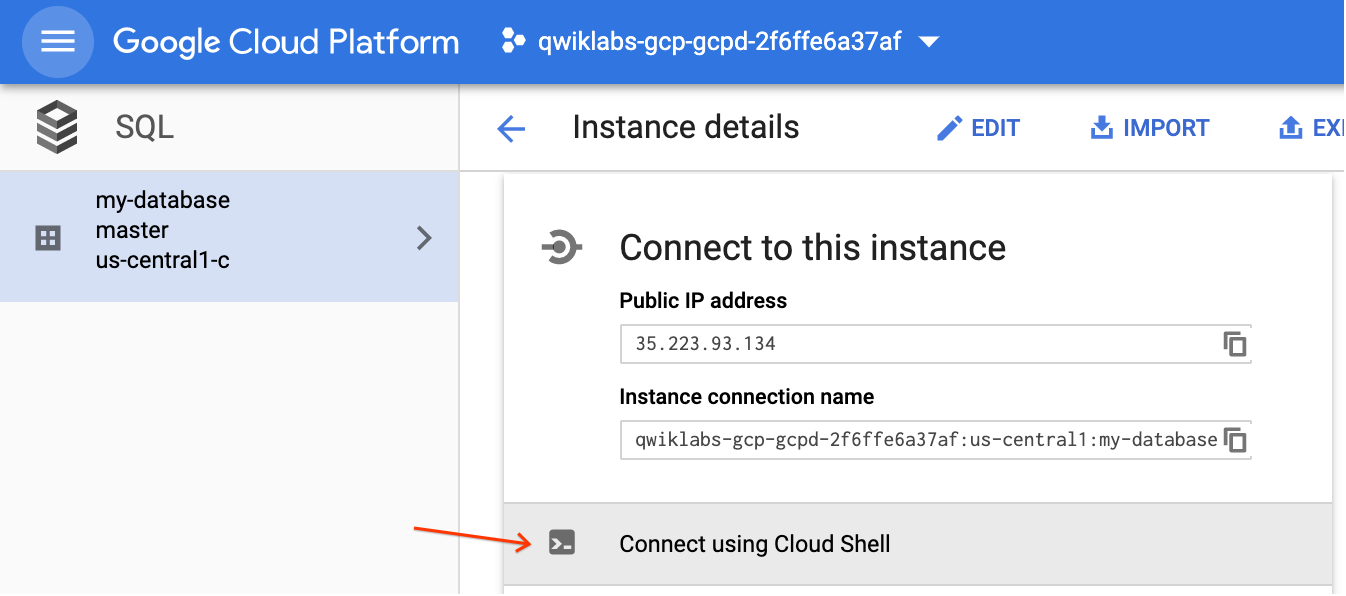 Google Cloud Platform
qwiklabs-gcp-gcpd-2f6ffe6a37af
SQL
my-database
master
us-central1-c
Instance details
EDIT
IMPORT
Connect to this instance
Public IP address
35.223.93.134
Instance connection name
qwiklabs-gcp-gcpd-2f6ffe6a37af:us-central1:my-database
Connect using Cloud Shell